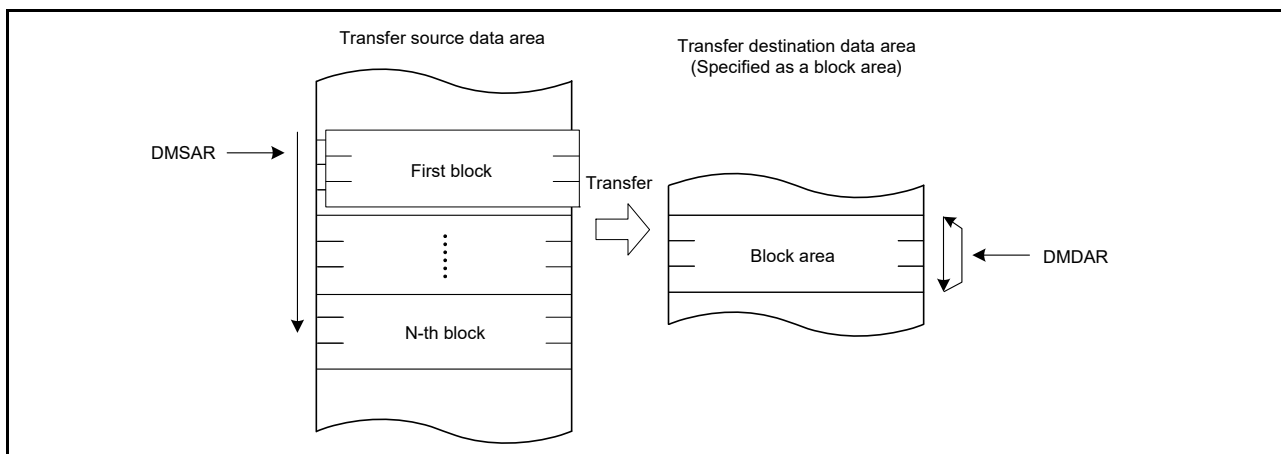 Transfer source data area
Transfer destination data area
(Specified as a block area)
DMSAR
First block
Transfer
Block area
DMDAR
N-th block